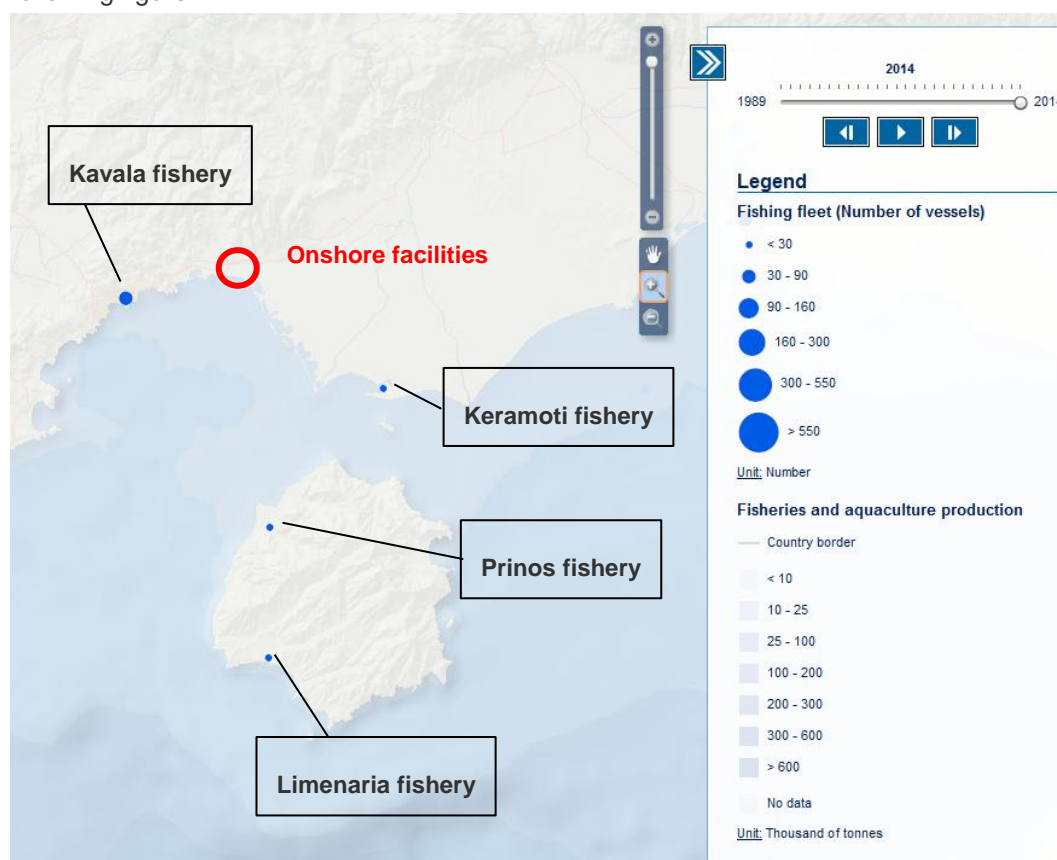 Kavala fishery
Onshore facilities
Keramoti fishery
Prinos fishery
Limenaria fishery
2014
1989 2014
Legend
Fishing fleet (Number of vessels)
< 30
30 - 90
90 - 160
160 - 300
300 - 550
> 550
Unit: Number
Fisheries and aquaculture production
Country border
< 10
10 - 25
25 - 100
100 - 200
200 - 300
300 - 600
> 600
No data
Unit: Thousand of tonnes